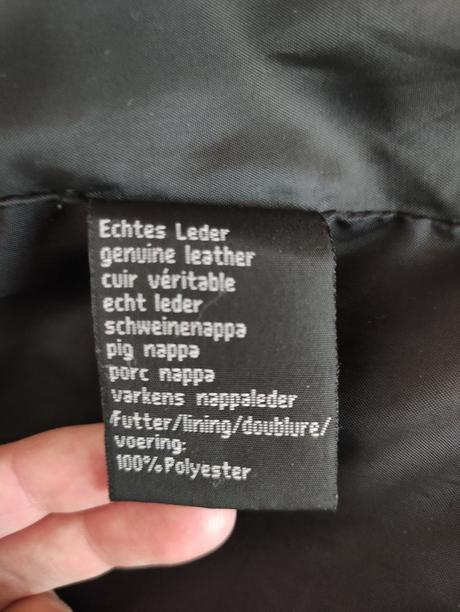 Echtes Leder
genuine leather
cuir véritable
echt leder
schweinenappa
pig nappa
porc nappa
varkens nappaleder
Futter/lining/doublure/
voering:
100%Polyester